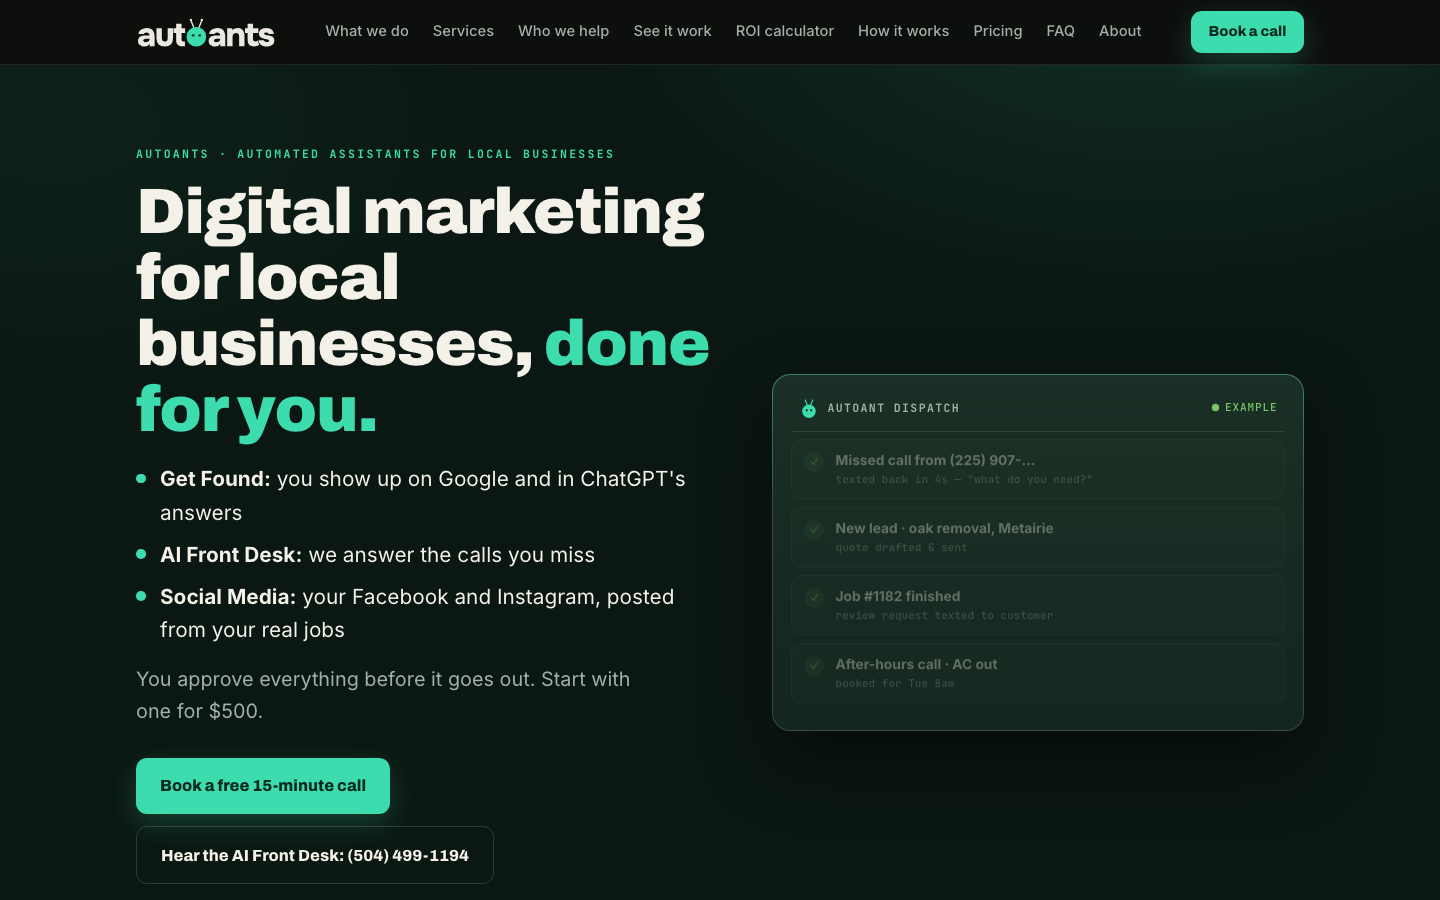 autoants
What we do
Services
Who we help
See it work
ROI calculator
How it works
Pricing
FAQ
About
Book a call
AUTOANTS · AUTOMATED ASSISTANTS FOR LOCAL BUSINESSES
Digital marketing
for local
businesses, done
for you.
Get Found: you show up on Google and in ChatGPT's
answers
AI Front Desk: we answer the calls you miss
Social Media: your Facebook and Instagram, posted
from your real jobs
You approve everything before it goes out. Start with
one for $500.
Book a free 15-minute call
Hear the AI Front Desk: (504) 499-1194
AUTOANT DISPATCH
EXAMPLE
Missed call from (225) 907-...
texted back in 4s — "what do you need?"
New lead · oak removal, Metairie
quote drafted & sent
Job #1182 finished
review request texted to customer
After-hours call · AC out
booked for Tue 8am